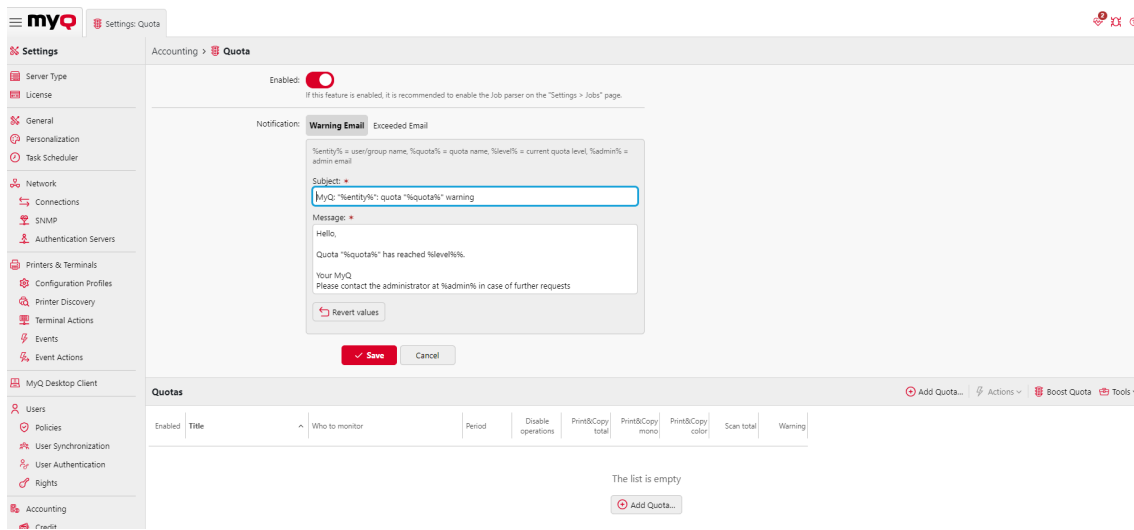 myQ
Settings: Quota
2
Settings
Accounting > Quota
Server Type
License
General
Personalization
Task Scheduler
Network
Connections
SNMP
Authentication Servers
Printers & Terminals
Configuration Profiles
Printer Discovery
Terminal Actions
Events
Event Actions
MyQ Desktop Client
Users
Policies
User Synchronization
User Authentication
Rights
Accounting
Credit
Enabled:
If this feature is enabled, it is recommended to enable the Job parser on the "Settings > Jobs" page.
Notification: Warning Email Exceeded Email
%entity% = user/group name, %quota% = quota name, %level% = current quota level, %admin% =
admin email
Subject: *
MyQ: "%entity%": quota "%quota%" warning
Message: *
Hello,
Quota "%quota%" has reached %level%%.
Your MyQ
Please contact the administrator at %admin% in case of further requests
Revert values
Save Cancel
Quotas
Add Quota... Actions Boost Quota Tools
Enabled Title Who to monitor Period Disable operations Print&Copy total Print&Copy mono Print&Copy color Scan total Warning
The list is empty
Add Quota...